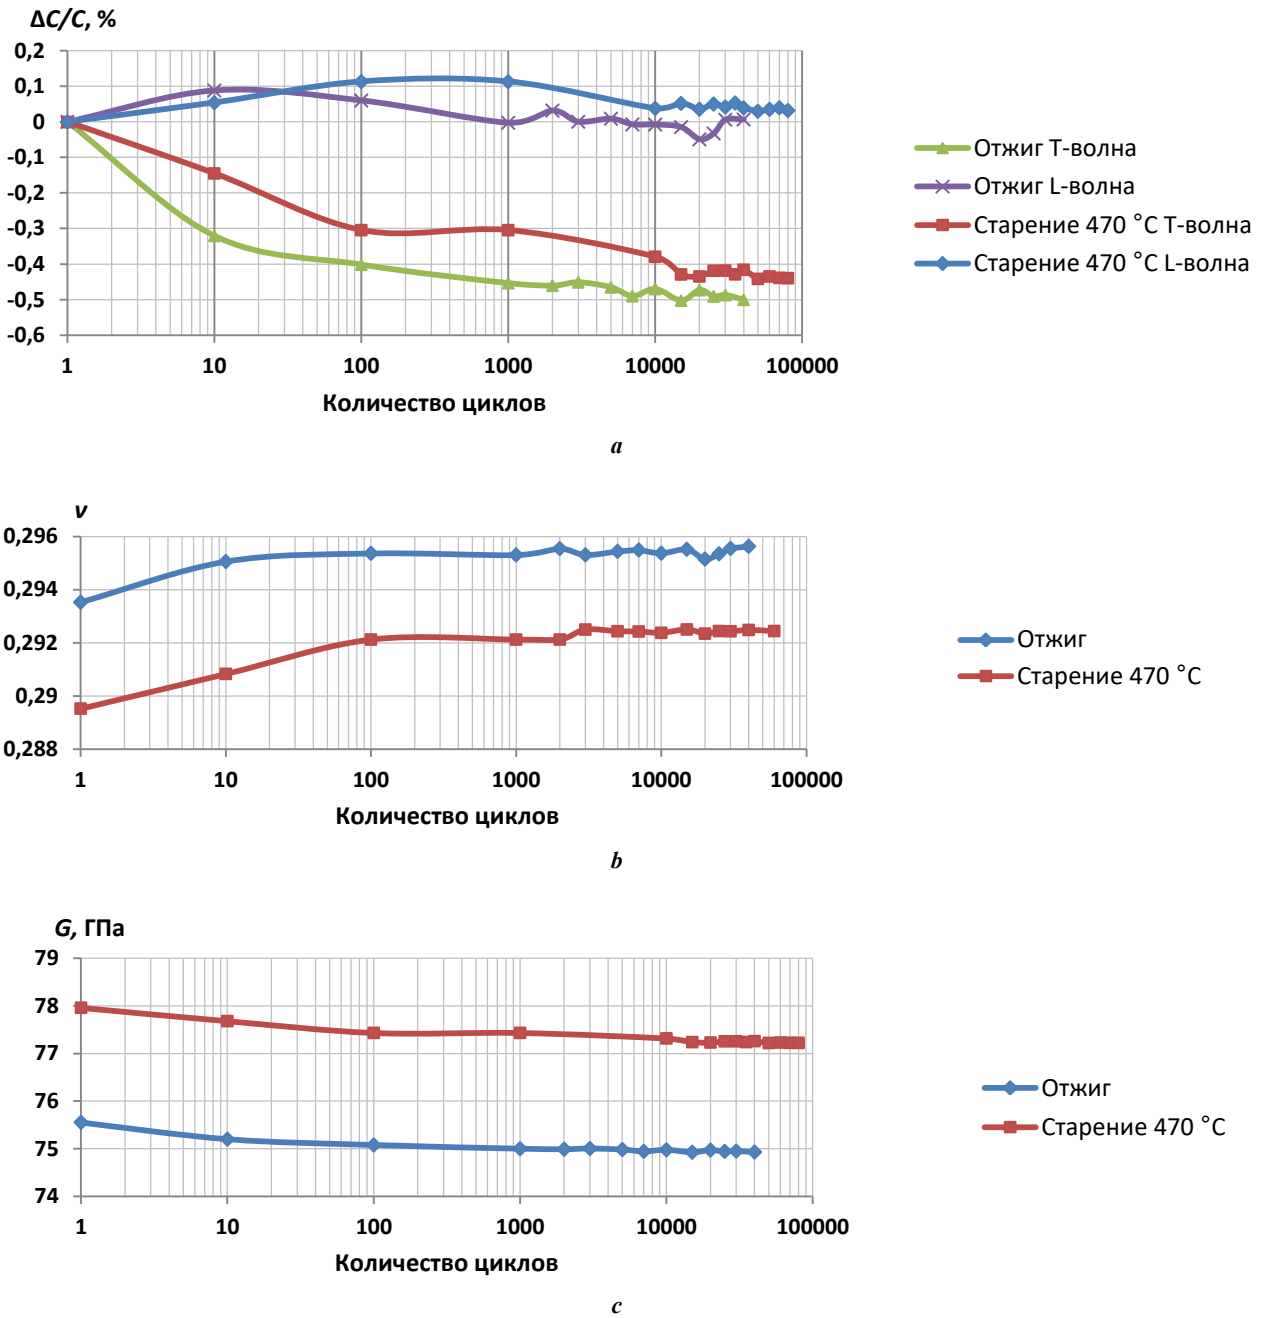 ΔC/C, %
0,2
0,1
0
-0,1
-0,2
-0,3
-0,4
-0,5
-0,6
1 10 100 1000 10000 100000
Количество циклов
Отжиг Т-волна
Отжиг L-волна
Старение 470 °С Т-волна
Старение 470 °С L-волна
a
ν
0,296
0,294
0,292
0,29
0,288
1 10 100 1000 10000 100000
Количество циклов
Отжиг
Старение 470 °С
b
G, ГПа
79
78
77
76
75
74
1 10 100 1000 10000 100000
Количество циклов
Отжиг
Старение 470 °С
c